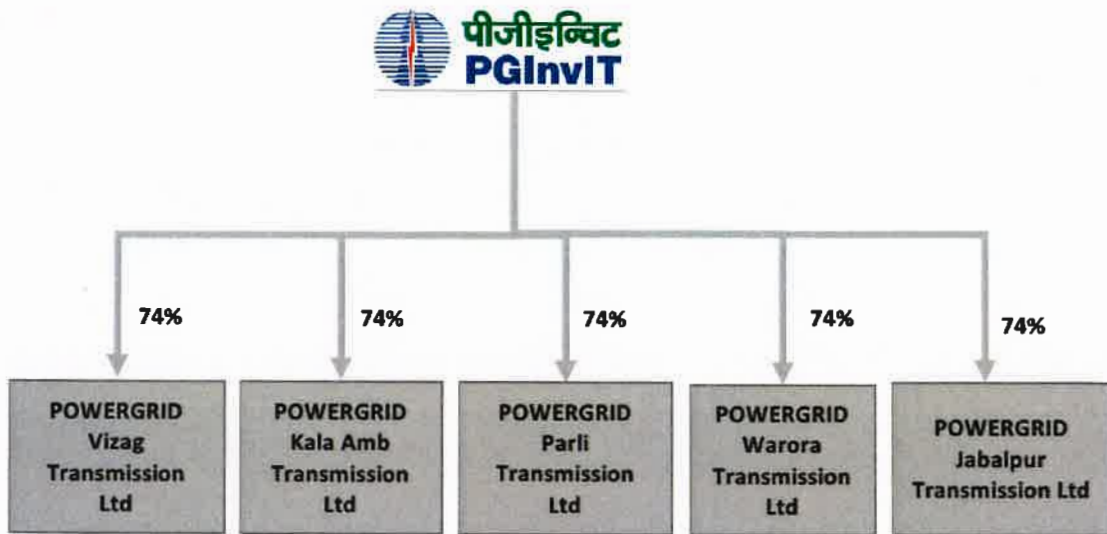 पीजीइन्विट
PGInvIT
74%
74%
74%
74%
74%
POWERGRID
Vizag
Transmission
Ltd
POWERGRID
Kala Amb
Transmission
Ltd
POWERGRID
Parli
Transmission
Ltd
POWERGRID
Warora
Transmission
Ltd
POWERGRID
Jabalpur
Transmission Ltd